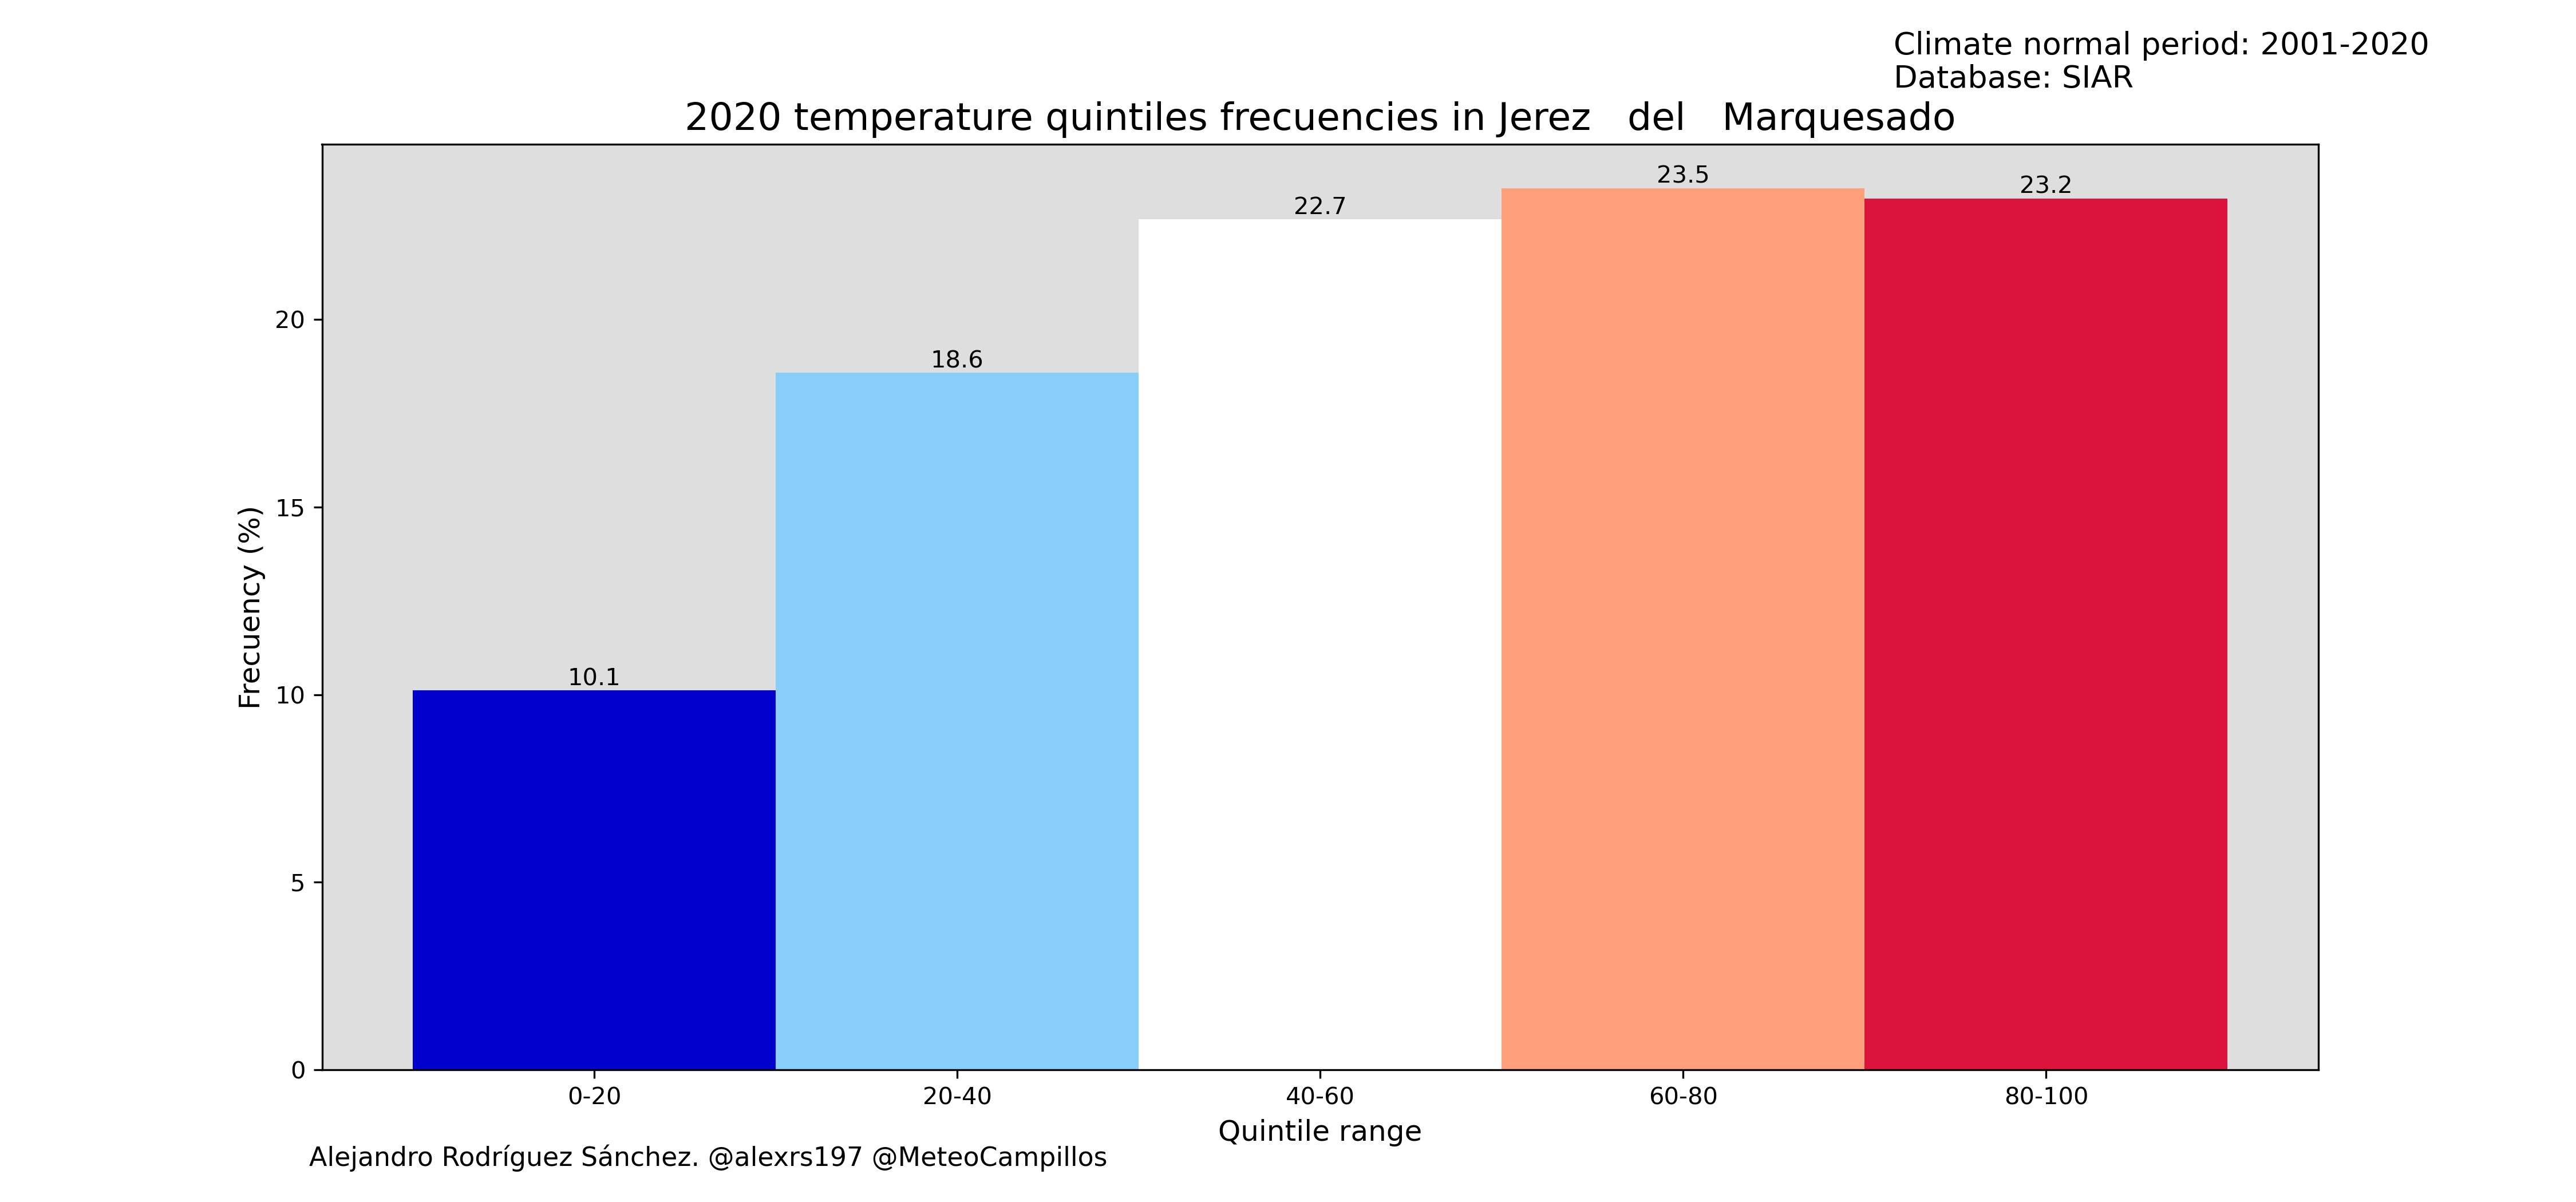 Climate normal period: 2001-2020
Database: SIAR
2020 temperature quintiles frecuencies in Jerez   del   Marquesado
Frecuency (%)
20
15
10
5
0
10.1
18.6
22.7
23.5
23.2
0-20
20-40
40-60
60-80
80-100
Quintile range
Alejandro Rodríguez Sánchez. @alexrs197 @MeteoCampillos